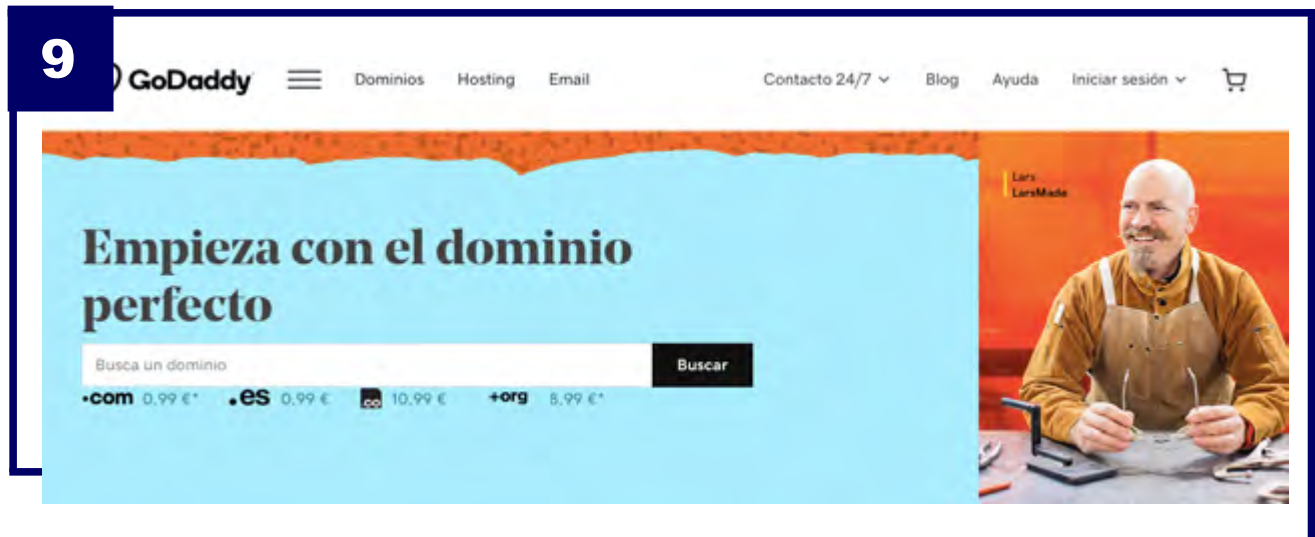 9
GoDaddy
Dominios Hosting Email
Contacto 24/7 Blog Ayuda Iniciar sesión
Lars
LarsMade
Empieza con el dominio
perfecto
Busca un dominio
Buscar
.com 0,99 €* .es 0,99 € .co 10,99 € +org 8,99 €*